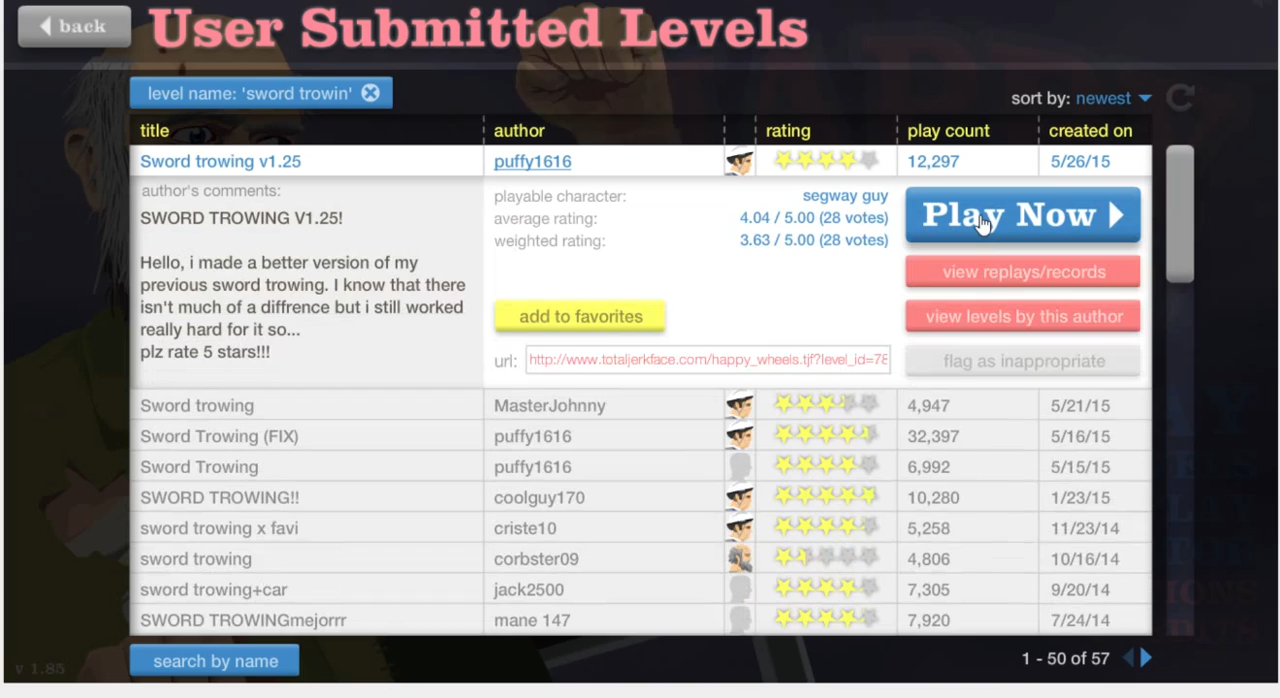 back
User Submitted Levels
level name: 'sword trowin'
sort by: newest
title author rating play count created on
Sword trowing v1.25 puffy1616 12,297 5/26/15
author's comments:
SWORD TROWING V1.25!
Hello, i made a better version of my
previous sword trowing. I know that there
isn't much of a diffrence but i still worked
really hard for it so...
plz rate 5 stars!!!
playable character: segway guy
average rating: 4.04 / 5.00 (28 votes)
weighted rating: 3.63 / 5.00 (28 votes)
add to favorites
url: http://www.totaljerkface.com/happy_wheels.tjf?level_id=78
Play Now
view replays/records
view levels by this author
flag as inappropriate
Sword trowing MasterJohnny 4,947 5/21/15
Sword Trowing (FIX) puffy1616 32,397 5/16/15
Sword Trowing puffy1616 6,992 5/15/15
SWORD TROWING!! coolguy170 10,280 1/23/15
sword trowing x favi criste10 5,258 11/23/14
sword trowing corbster09 4,806 10/16/14
sword trowing+car jack2500 7,305 9/20/14
SWORD TROWINGmejorrr mane 147 7,920 7/24/14
v 1.85
search by name
1 - 50 of 57